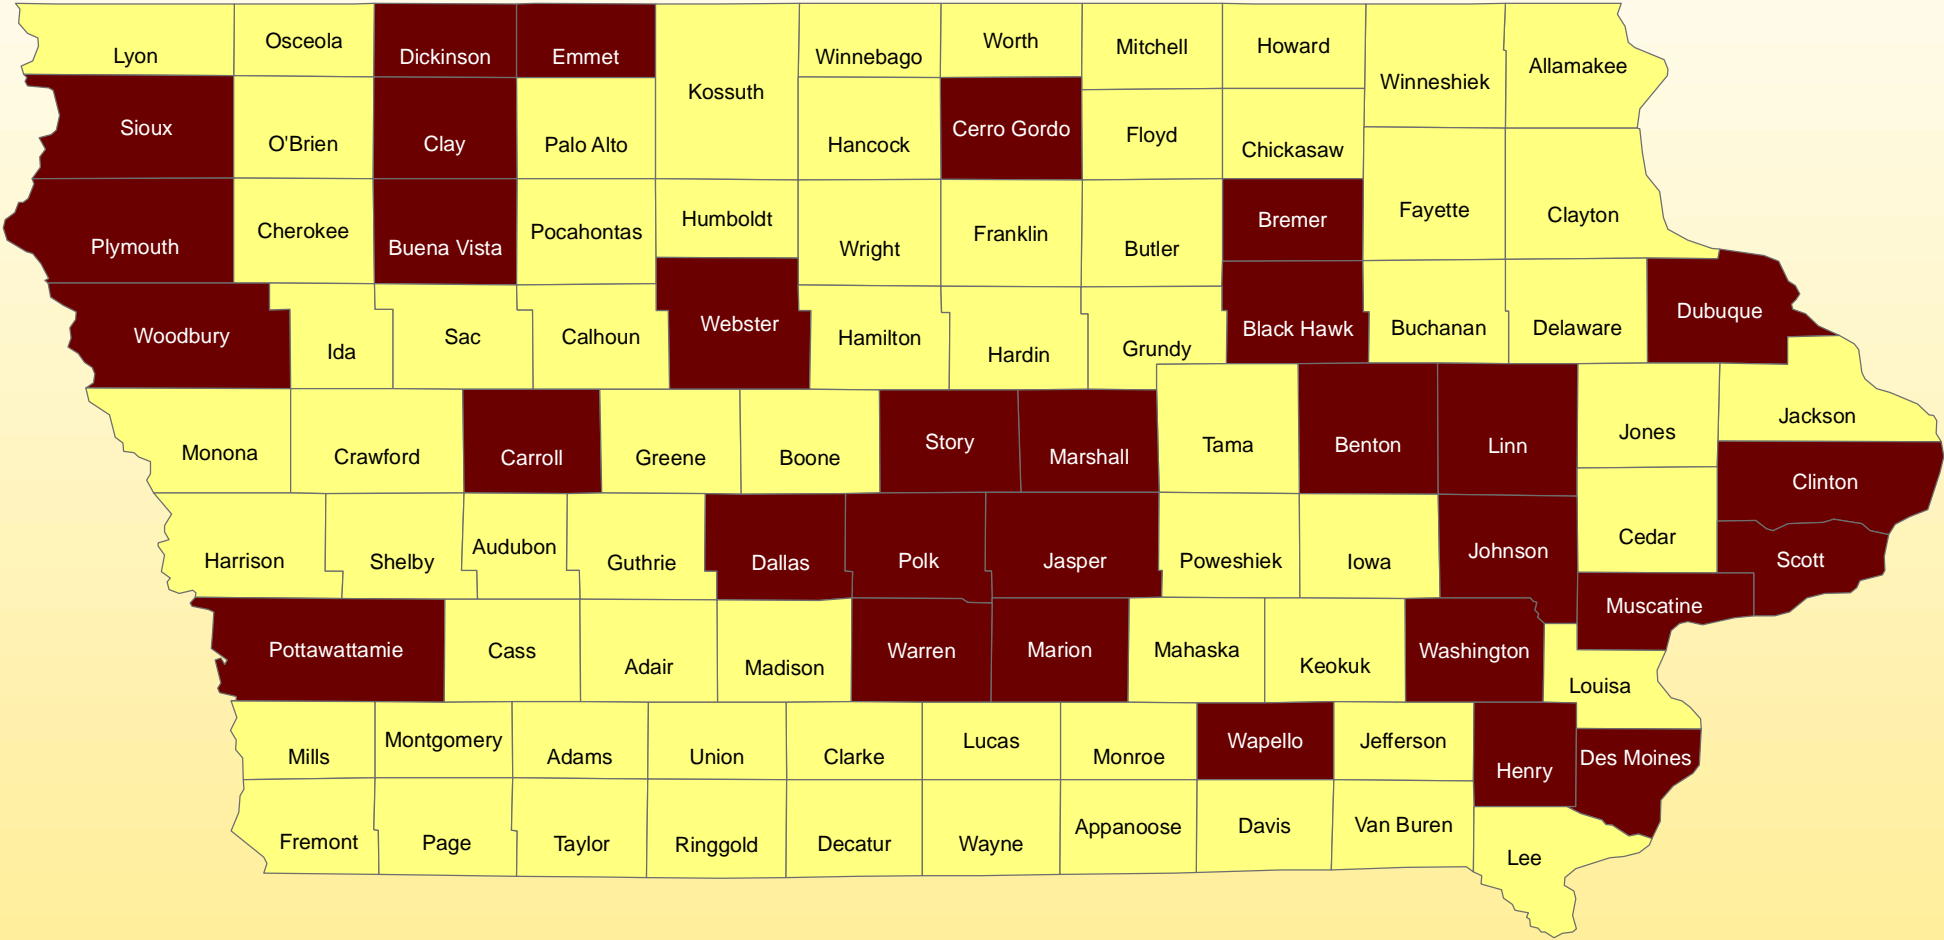 Lyon
Osceola
Dickinson
Emmet
Kossuth
Winnebago
Worth
Mitchell
Howard
Winneshiek
Allamakee
Sioux
O'Brien
Clay
Palo Alto
Hancock
Cerro Gordo
Floyd
Chickasaw
Plymouth
Cherokee
Buena Vista
Pocahontas
Humboldt
Wright
Franklin
Butler
Bremer
Fayette
Clayton
Woodbury
Ida
Sac
Calhoun
Webster
Hamilton
Hardin
Grundy
Black Hawk
Buchanan
Delaware
Dubuque
Monona
Crawford
Carroll
Greene
Boone
Story
Marshall
Tama
Benton
Linn
Jones
Jackson
Clinton
Harrison
Shelby
Audubon
Guthrie
Dallas
Polk
Jasper
Poweshiek
Iowa
Johnson
Cedar
Scott
Muscatine
Pottawattamie
Cass
Adair
Madison
Warren
Marion
Mahaska
Keokuk
Washington
Louisa
Mills
Montgomery
Adams
Union
Clarke
Lucas
Monroe
Wapello
Jefferson
Henry
Des Moines
Fremont
Page
Taylor
Ringgold
Decatur
Wayne
Appanoose
Davis
Van Buren
Lee